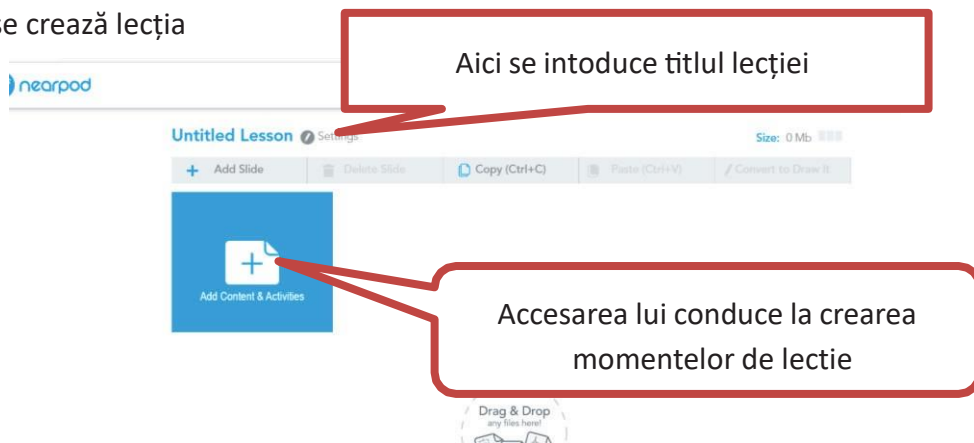 se crează lecția
Aici se intoduce titlul lecției
nearpod
Untitled Lesson Settings
Size: 0 Mb
Add Slide Delete Slide Copy (Ctrl+C) Paste (Ctrl+V) Convert to Draw It
Add Content & Activities
Accesarea lui conduce la crearea
momentelor de lectie
Drag & Drop
any files here!